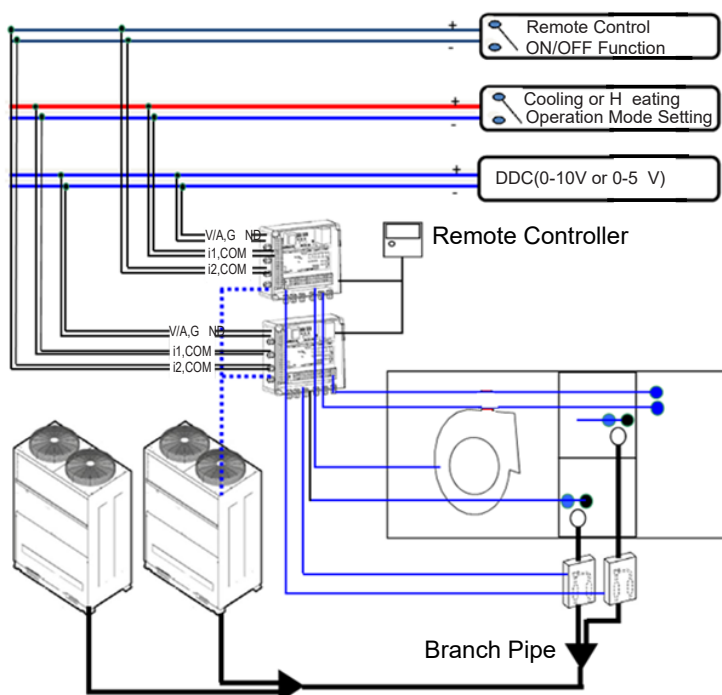 +
Remote Control
-
ON/OFF Function
+
Cooling or H eating
-
Operation Mode Setting
+
DDC(0-10V or 0-5 V)
-
V/A,G ND
i1,COM
i2,COM
Remote Controller
V/A,G ND
i1,COM
i2,COM
Branch Pipe